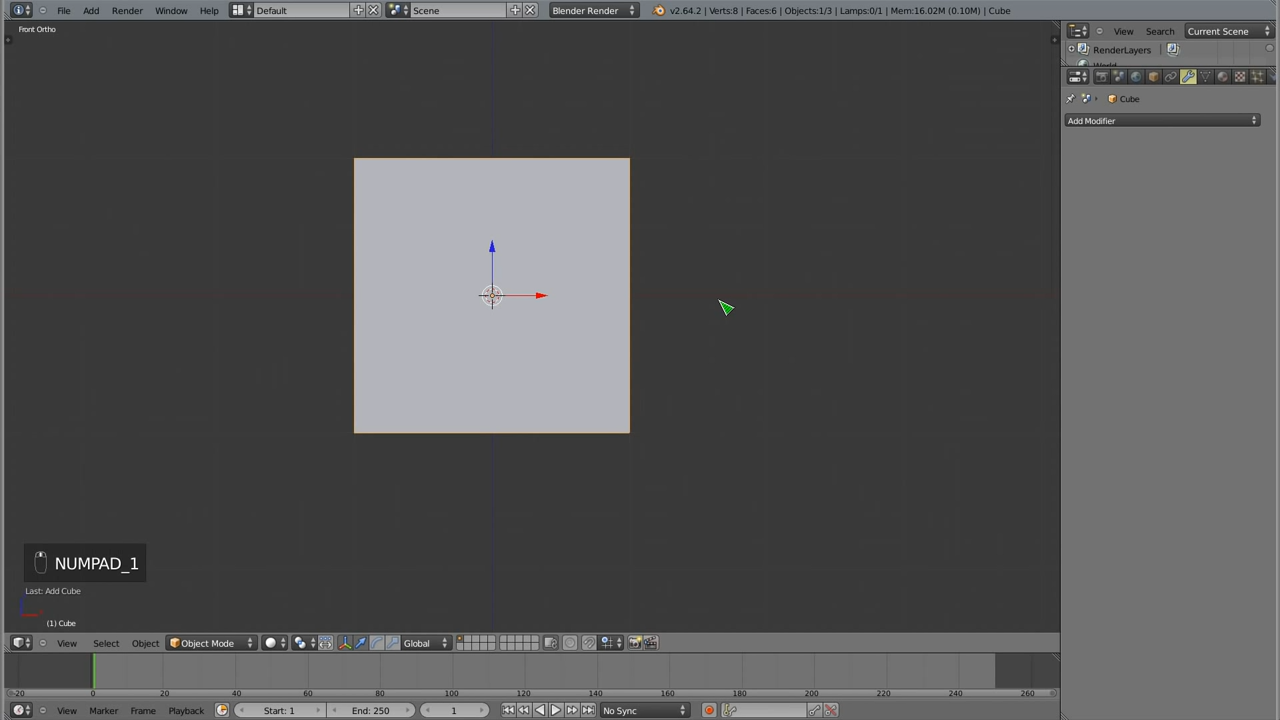 File Add Render Window Help Default Scene Blender Render v2.64.2 | Verts:8 | Faces:6 | Objects:1/3 | Lamps:0/1 | Mem:16.02M (0.10M) | Cube
Front Ortho
View Search Current Scene
RenderLayers
World
Cube
Add Modifier
NUMPAD_1
Last: Add Cube
(1) Cube
View Select Object Object Mode Global
-20 0 20 40 60 80 100 120 140 160 180 200 220 240 260
View Marker Frame Playback Start: 1 End: 250 1 No Sync